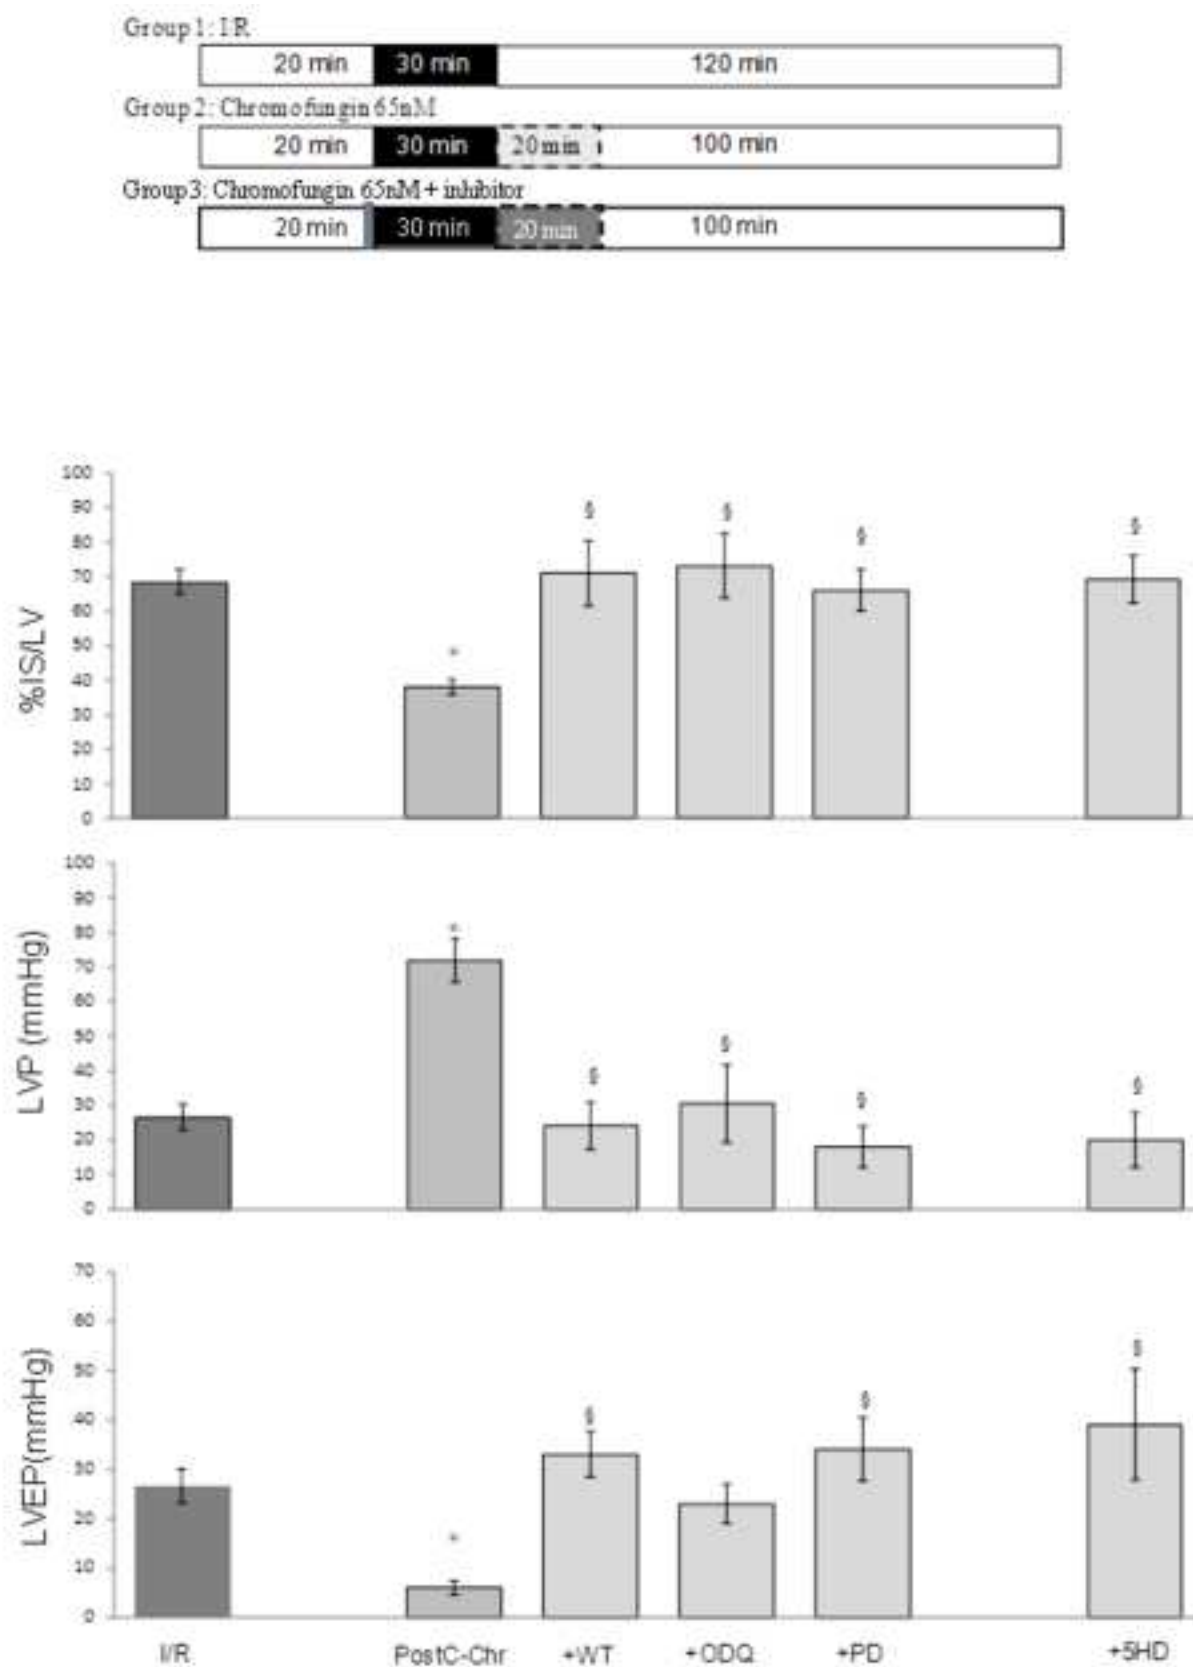 Group 1: I R
20 min 30 min 120 min
Group 2: Chromofungin 65nM
20 min 30 min 20 min 100 min
Group3: Chromofungin 65nM + inhibitor
20 min 30 min 20 min 100 min
%IS/LV
100
90
80
70
60
50
40
30
20
10
0
§ § § §
*
LVP (mmHg)
100
90
80
70
60
50
40
30
20
10
0
*
§ § § §
LVEP(mmHg)
70
60
50
40
30
20
10
0
*
§ § §
I/R PostC-Chr +WT +ODQ +PD +5HD